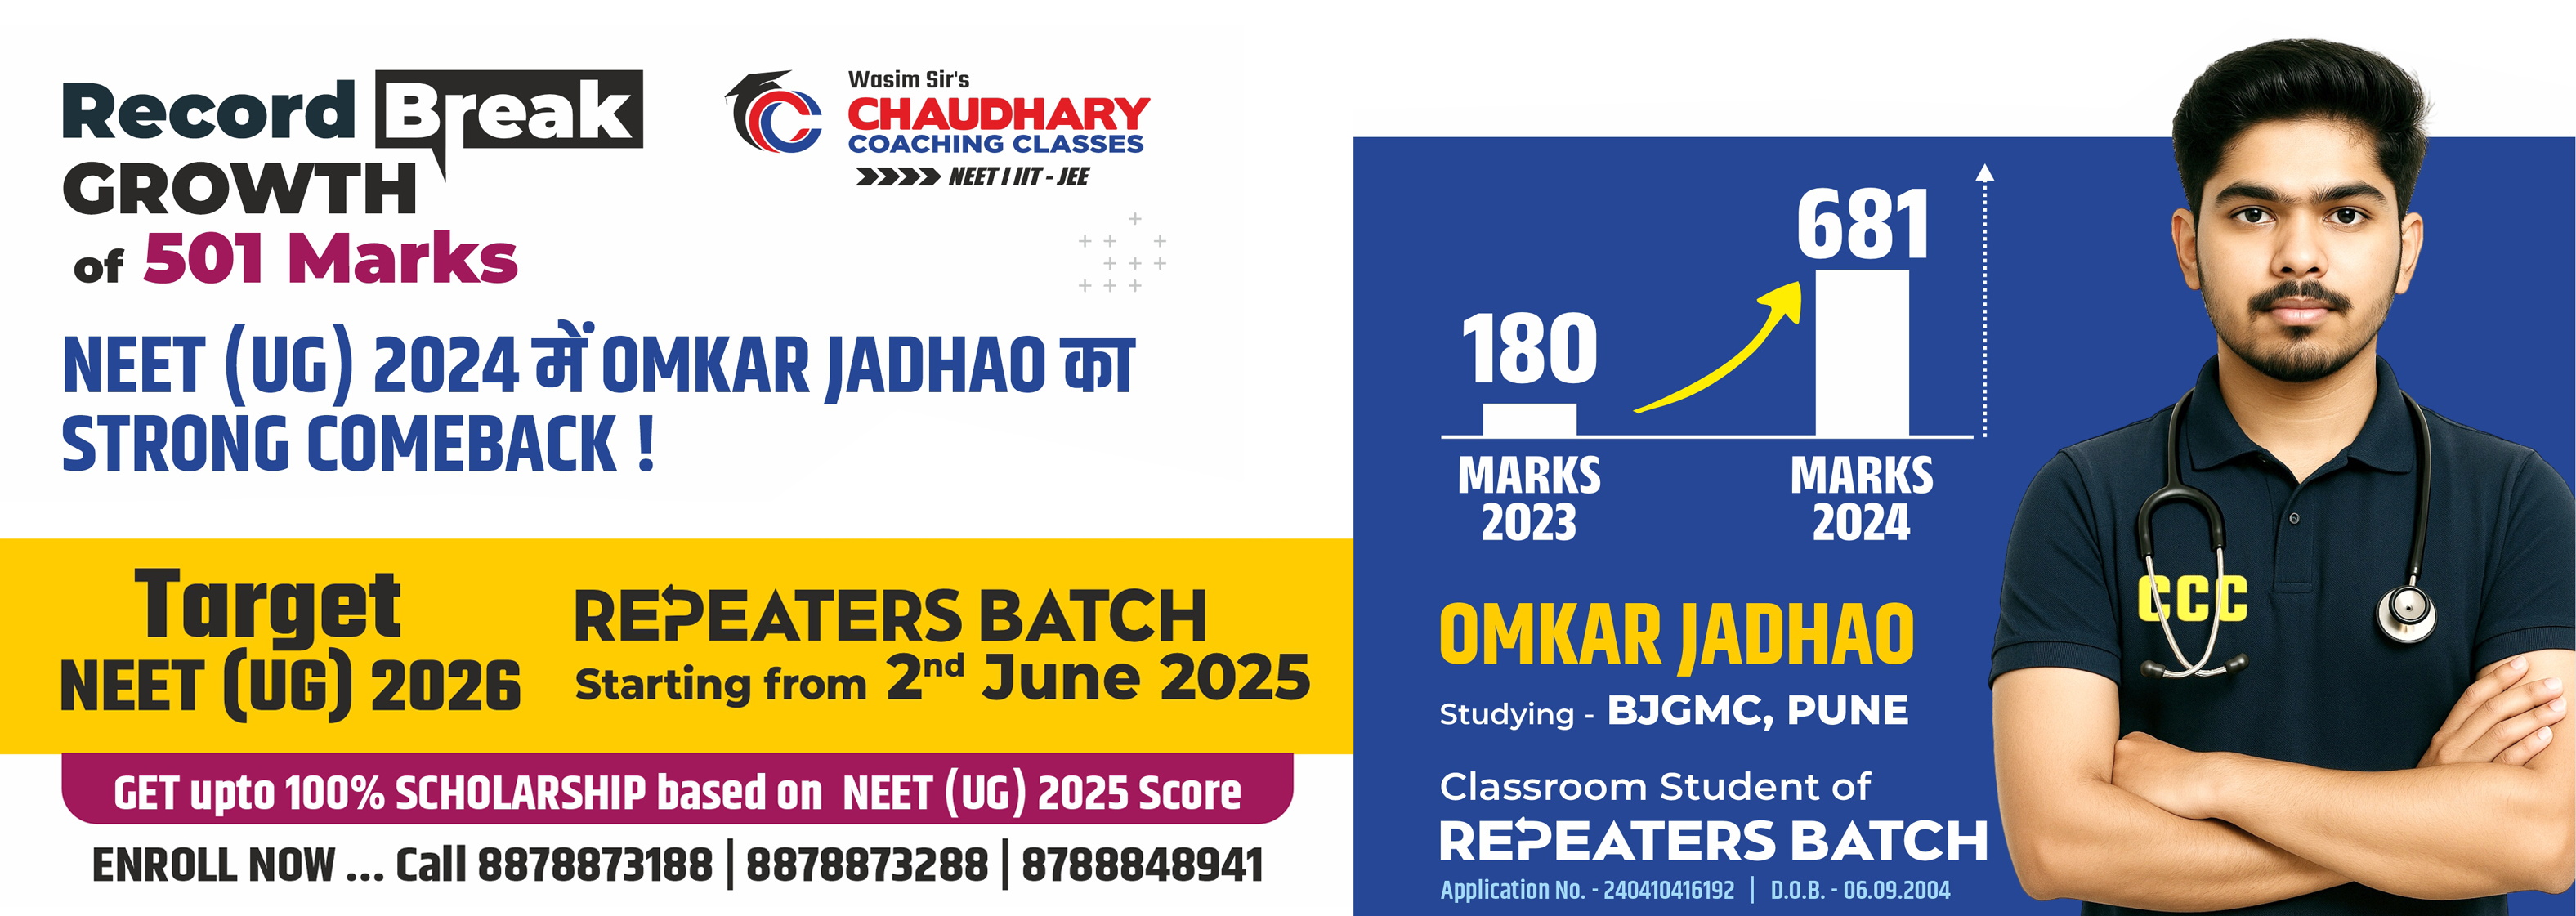 Record Break
GROWTH
of 501 Marks
Wasim Sir's
CHAUDHARY
COACHING CLASSES
NEET I IIT - JEE
NEET (UG) 2024 में OMKAR JADHAO का
STRONG COMEBACK !
Target
NEET (UG) 2026
REPEATERS BATCH
Starting from 2nd June 2025
GET upto 100% SCHOLARSHIP based on NEET (UG) 2025 Score
ENROLL NOW ... Call 8878873188 | 8878873288 | 8788848941
180
681
MARKS
2023
MARKS
2024
OMKAR JADHAO
Studying - BJGMC, PUNE
Classroom Student of
REPEATERS BATCH
Application No. - 240410416192 | D.O.B. - 06.09.2004
CCC